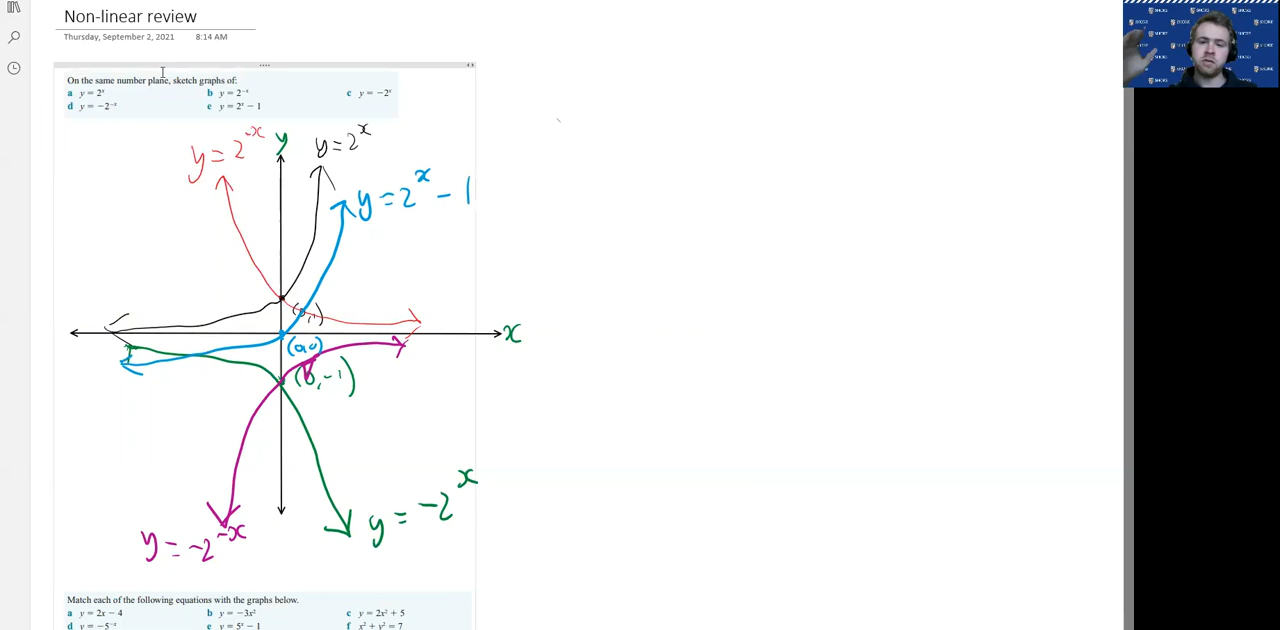 Non-linear review
Thursday, September 2, 2021 8:14 AM
On the same number plane, sketch graphs of:
a y = 2ˣ b y = 2⁻ˣ c y = −2ˣ
d y = −2⁻ˣ e y = 2ˣ − 1
y = 2⁻ˣ y y = 2ˣ
y = 2ˣ − 1
(0,1)
x
(0,0)
(0,−1)
y = −2ˣ
y = −2⁻ˣ
Match each of the following equations with the graphs below.
a y = 2x − 4 b y = −3x² c y = 2x² + 5
d y = −5⁻ˣ e y = 5ˣ − 1 f x² + y² = 7